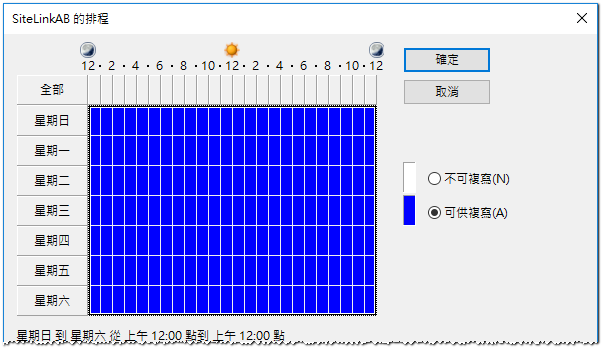 SiteLinkAB 的排程
12 · 2 · 4 · 6 · 8 · 10 · 12 · 2 · 4 · 6 · 8 · 10 · 12
確定
取消
全部
星期日
星期一
星期二
星期三
星期四
星期五
星期六
不可複寫(N)
可供複寫(A)
星期日 到 星期六 從 上午 12:00 點到 上午 12:00 點